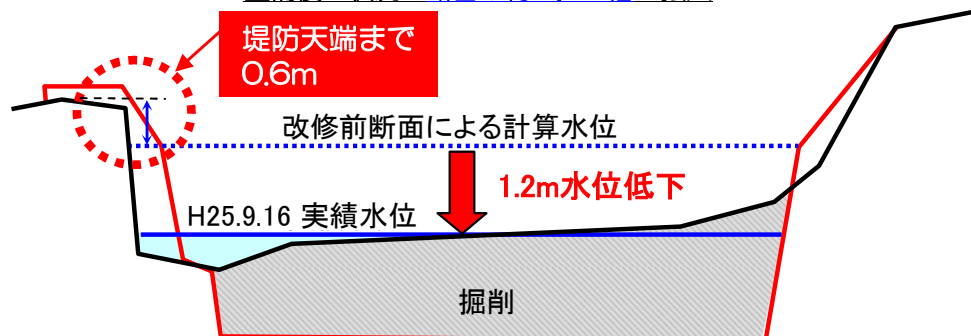 堤防天端まで
0.6m
改修前断面による計算水位
1.2m水位低下
H25.9.16 実績水位
掘削